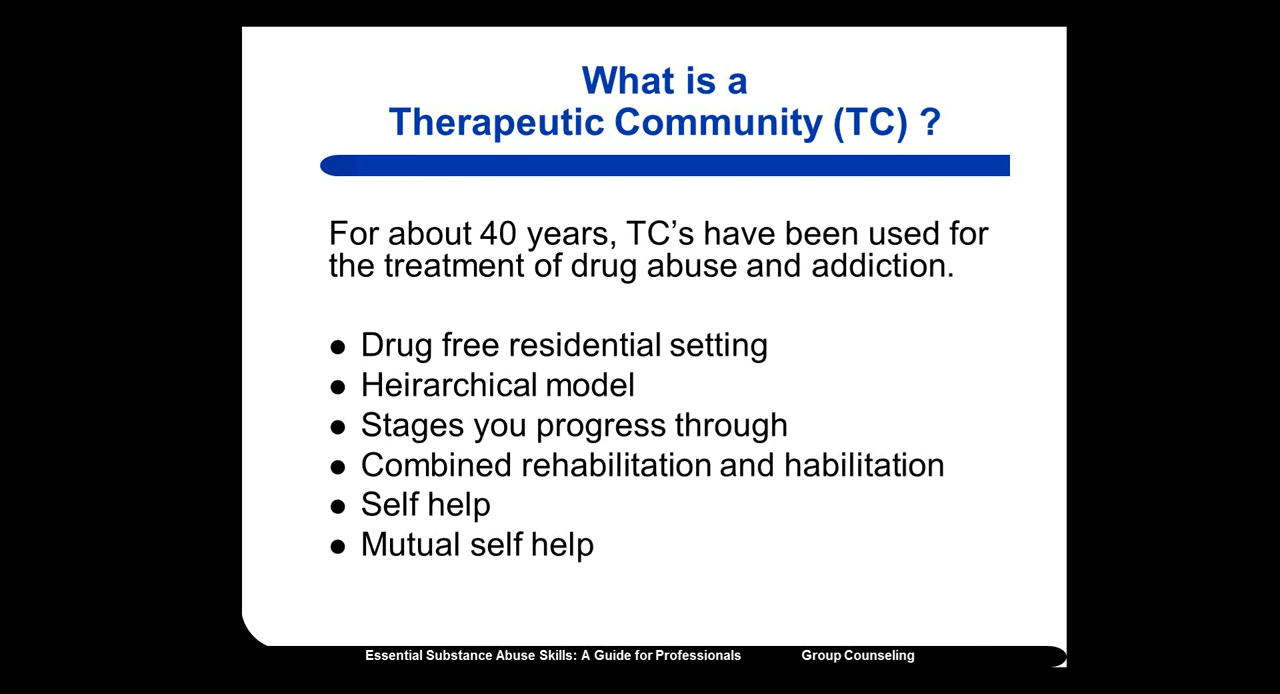 What is a
Therapeutic Community (TC) ?
For about 40 years, TC’s have been used for
the treatment of drug abuse and addiction.
● Drug free residential setting
● Heirarchical model
● Stages you progress through
● Combined rehabilitation and habilitation
● Self help
● Mutual self help
Essential Substance Abuse Skills: A Guide for Professionals Group Counseling